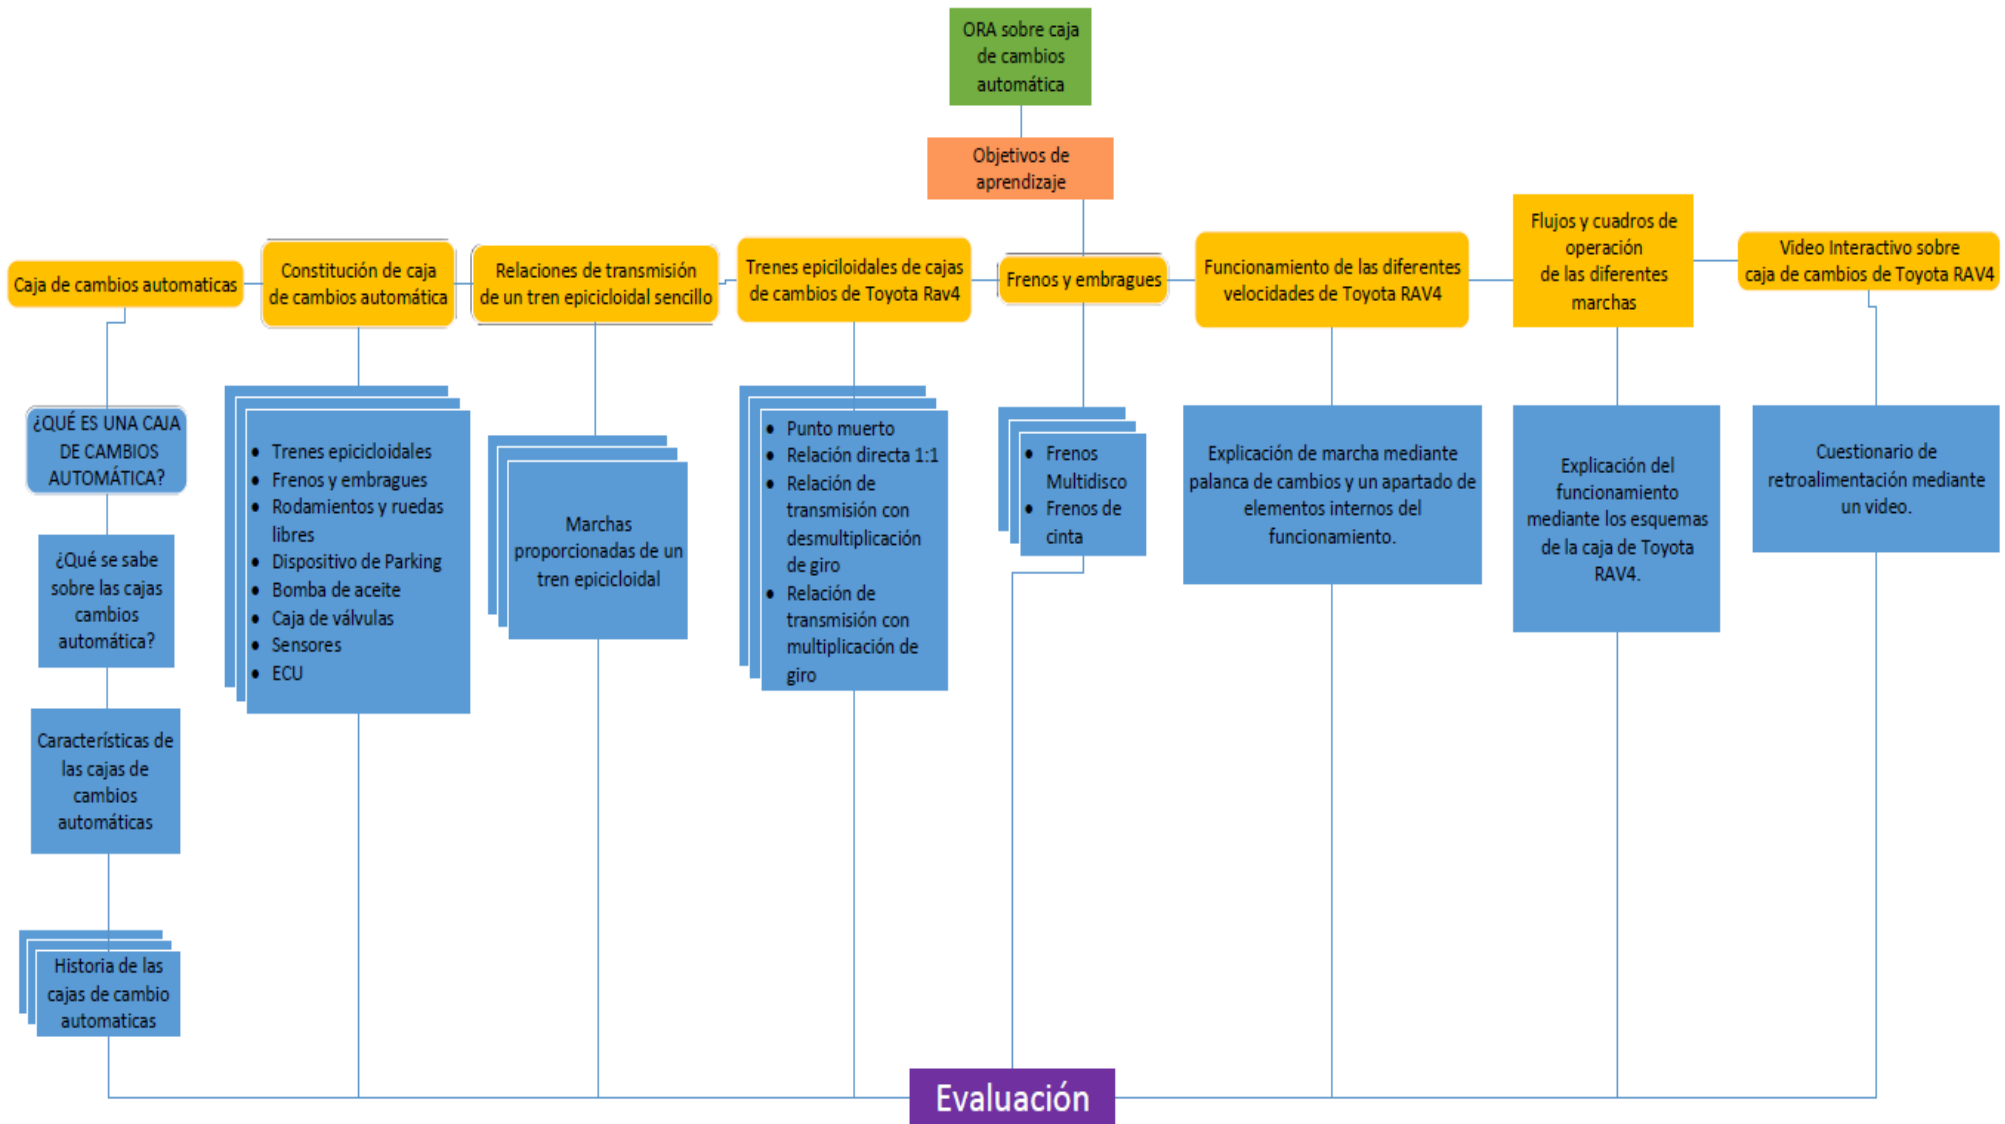 ORA sobre caja
de cambios
automática
Objetivos de
aprendizaje
Caja de cambios automaticas
Constitución de caja
de cambios automática
Relaciones de transmisión
de un tren epicicloidal sencillo
Trenes epiciloidales de cajas
de cambios de Toyota Rav4
Frenos y embragues
Funcionamiento de las diferentes
velocidades de Toyota RAV4
Flujos y cuadros de
operación
de las diferentes
marchas
Video Interactivo sobre
caja de cambios de Toyota RAV4
¿QUÉ ES UNA CAJA
DE CAMBIOS
AUTOMÁTICA?
¿Qué se sabe
sobre las cajas
cambios
automática?
Características de
las cajas de
cambios
automáticas
Historia de las
cajas de cambio
automaticas
• Trenes epicicloidales
• Frenos y embragues
• Rodamientos y ruedas
libres
• Dispositivo de Parking
• Bomba de aceite
• Caja de válvulas
• Sensores
• ECU
Marchas
proporcionadas de un
tren epicicloidal
• Punto muerto
• Relación directa 1:1
• Relación de
transmisión con
desmultiplicación
de giro
• Relación de
transmisión con
multiplicación de
giro
• Frenos
Multidisco
• Frenos de
cinta
Explicación de marcha mediante
palanca de cambios y un apartado de
elementos internos del
funcionamiento.
Explicación del
funcionamiento
mediante los esquemas
de la caja de Toyota
RAV4.
Cuestionario de
retroalimentación mediante
un video.
Evaluación